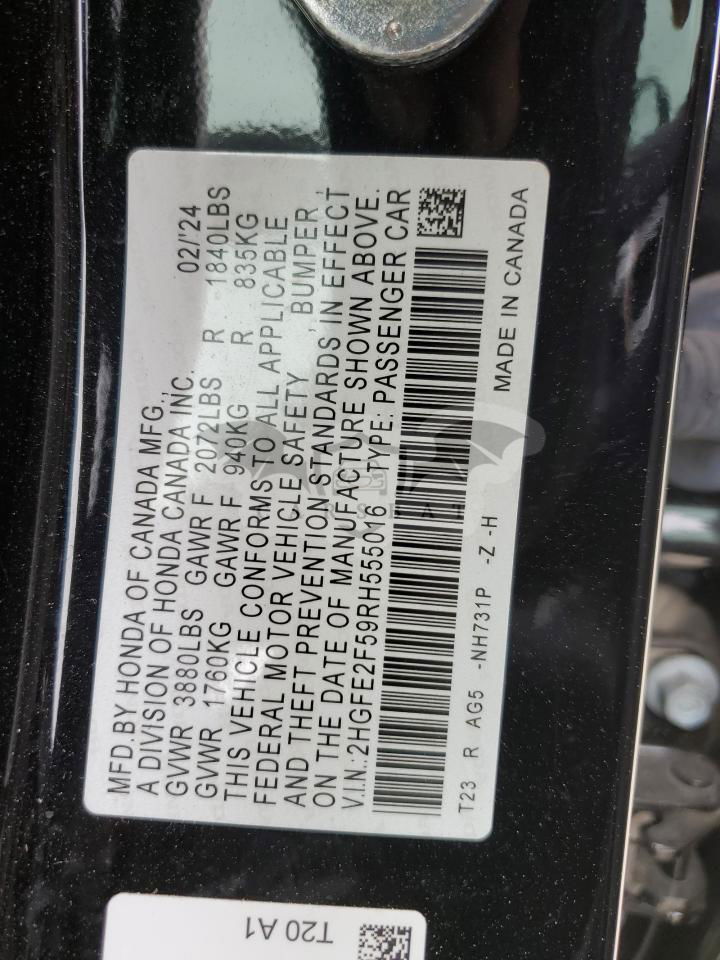 MFD.BY HONDA OF CANADA MFG.,
A DIVISION OF HONDA CANADA INC. 02/'24
GVWR 3880LBS GAWR F 2072LBS R 1840LBS
GVWR 1760KG GAWR F 940KG R 835KG
THIS VEHICLE CONFORMS TO ALL APPLICABLE
FEDERAL MOTOR VEHICLE SAFETY, BUMPER,
AND THEFT PREVENTION STANDARDS IN EFFECT
ON THE DATE OF MANUFACTURE SHOWN ABOVE.
V.I.N.:2HGFE2F59RH555016 TYPE: PASSENGER CAR
T23 R AG5 -NH731P -Z -H MADE IN CANADA
T20 A1